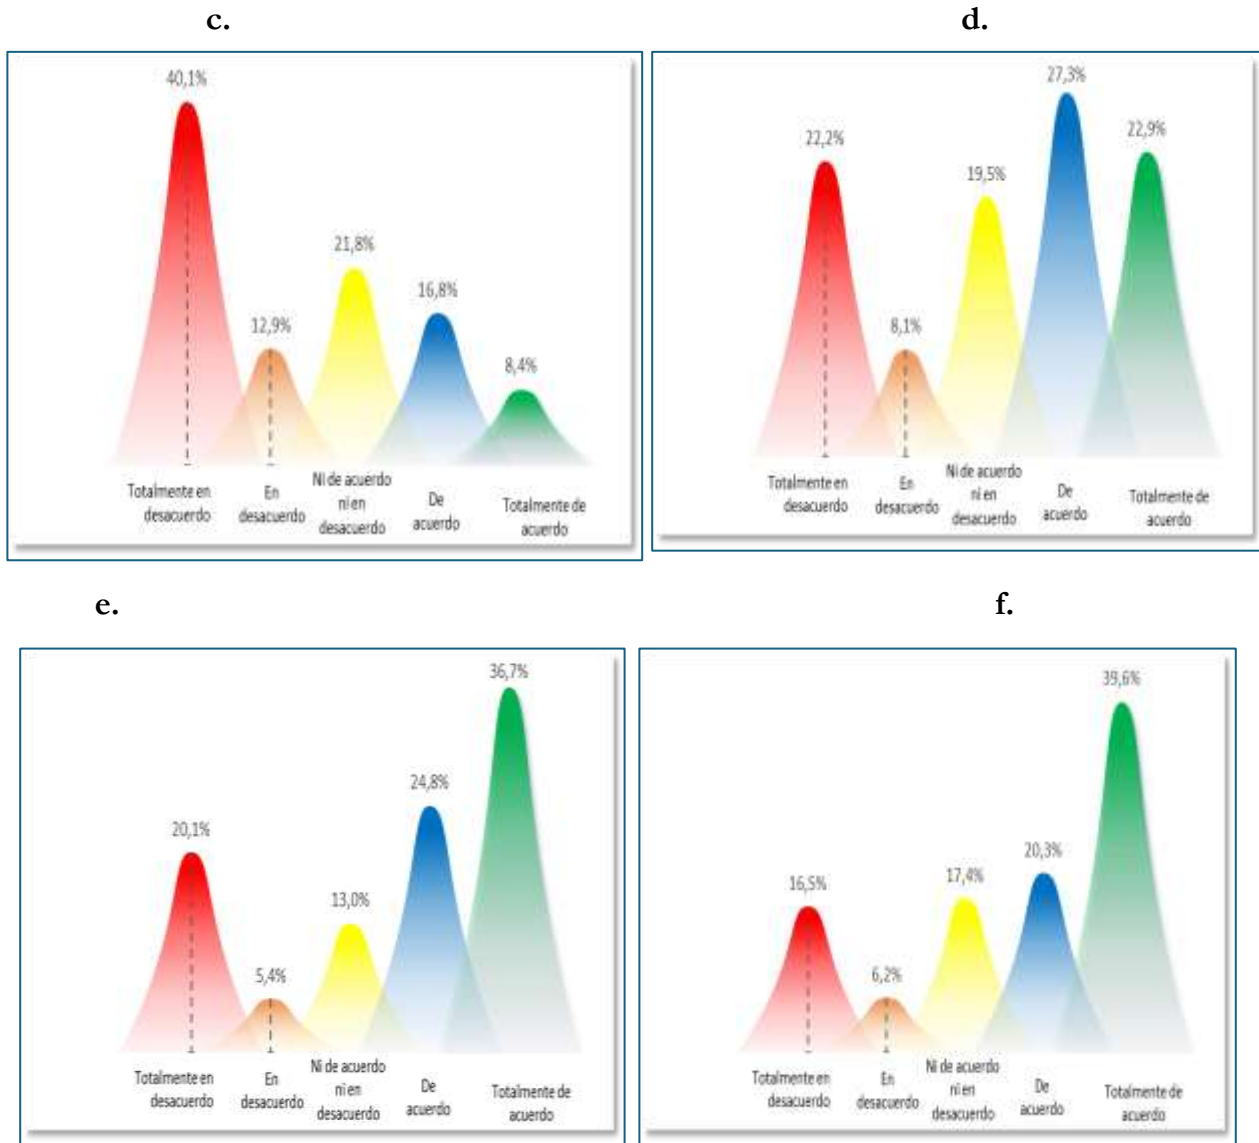 c.
d.
40,1%
12,9%
21,8%
16,8%
8,4%
Totalmente en
desacuerdo
En
desacuerdo
Ni de acuerdo
ni en
desacuerdo
De
acuerdo
Totalmente de
acuerdo
22,2%
8,1%
19,5%
27,3%
22,9%
Totalmente en
desacuerdo
En
desacuerdo
Ni de acuerdo
ni en
desacuerdo
De
acuerdo
Totalmente de
acuerdo
e.
f.
20,1%
5,4%
13,0%
24,8%
36,7%
Totalmente en
desacuerdo
En
desacuerdo
Ni de acuerdo
ni en
desacuerdo
De
acuerdo
Totalmente de
acuerdo
16,5%
6,2%
17,4%
20,3%
39,6%
Totalmente en
desacuerdo
En
desacuerdo
Ni de acuerdo
ni en
desacuerdo
De
acuerdo
Totalmente de
acuerdo